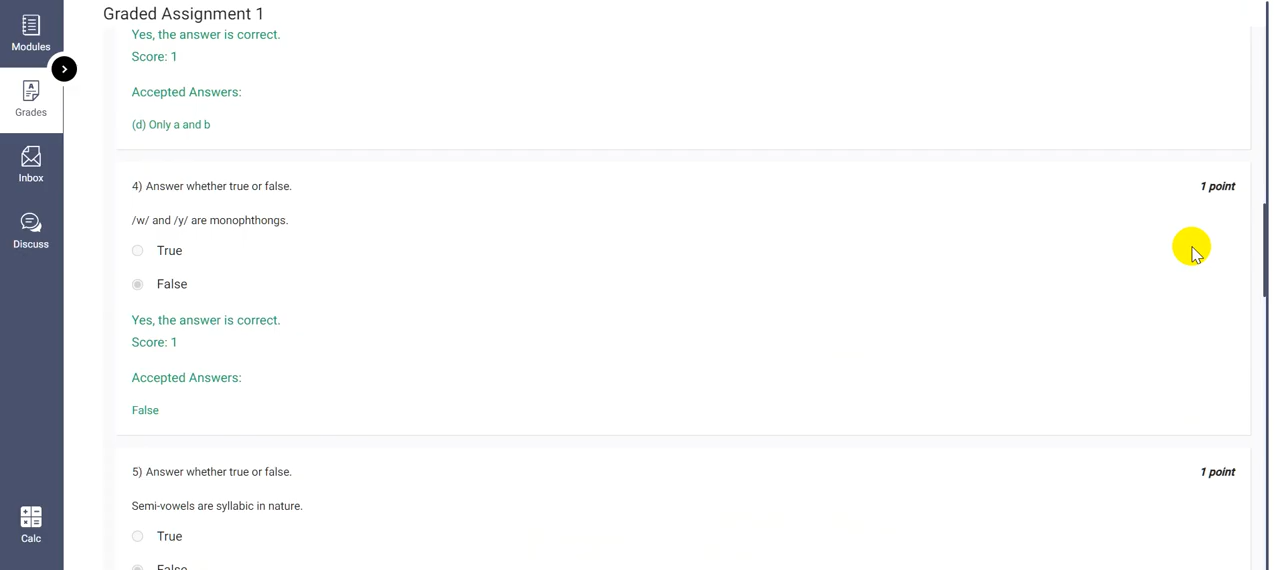 Graded Assignment 1
Modules
Grades
Inbox
Discuss
Calc
Yes, the answer is correct.
Score: 1
Accepted Answers:
(d) Only a and b
4) Answer whether true or false.
1 point
/w/ and /y/ are monophthongs.
True
False
Yes, the answer is correct.
Score: 1
Accepted Answers:
False
5) Answer whether true or false.
1 point
Semi-vowels are syllabic in nature.
True
False